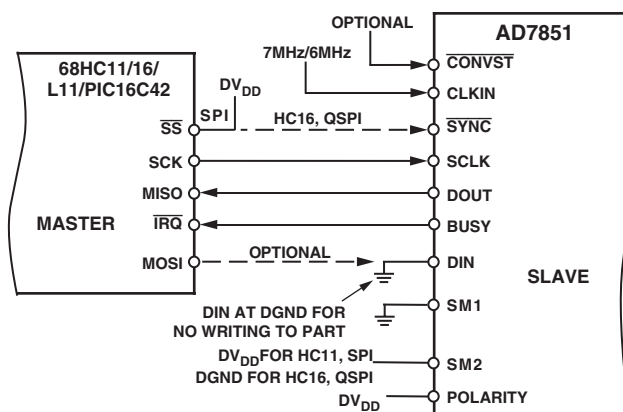 OPTIONAL
AD7851
7MHz/6MHz
CONVST
68HC11/16/
L11/PIC16C42
DVDD
CLKIN
SPI
HC16, QSPI
SS
SYNC
SCK
SCLK
MISO
DOUT
MASTER
IRQ
BUSY
MOSI
OPTIONAL
DIN
SLAVE
DIN AT DGND FOR
NO WRITING TO PART
SM1
DVDD FOR HC11, SPI
DGND FOR HC16, QSPI
SM2
DVDD
POLARITY